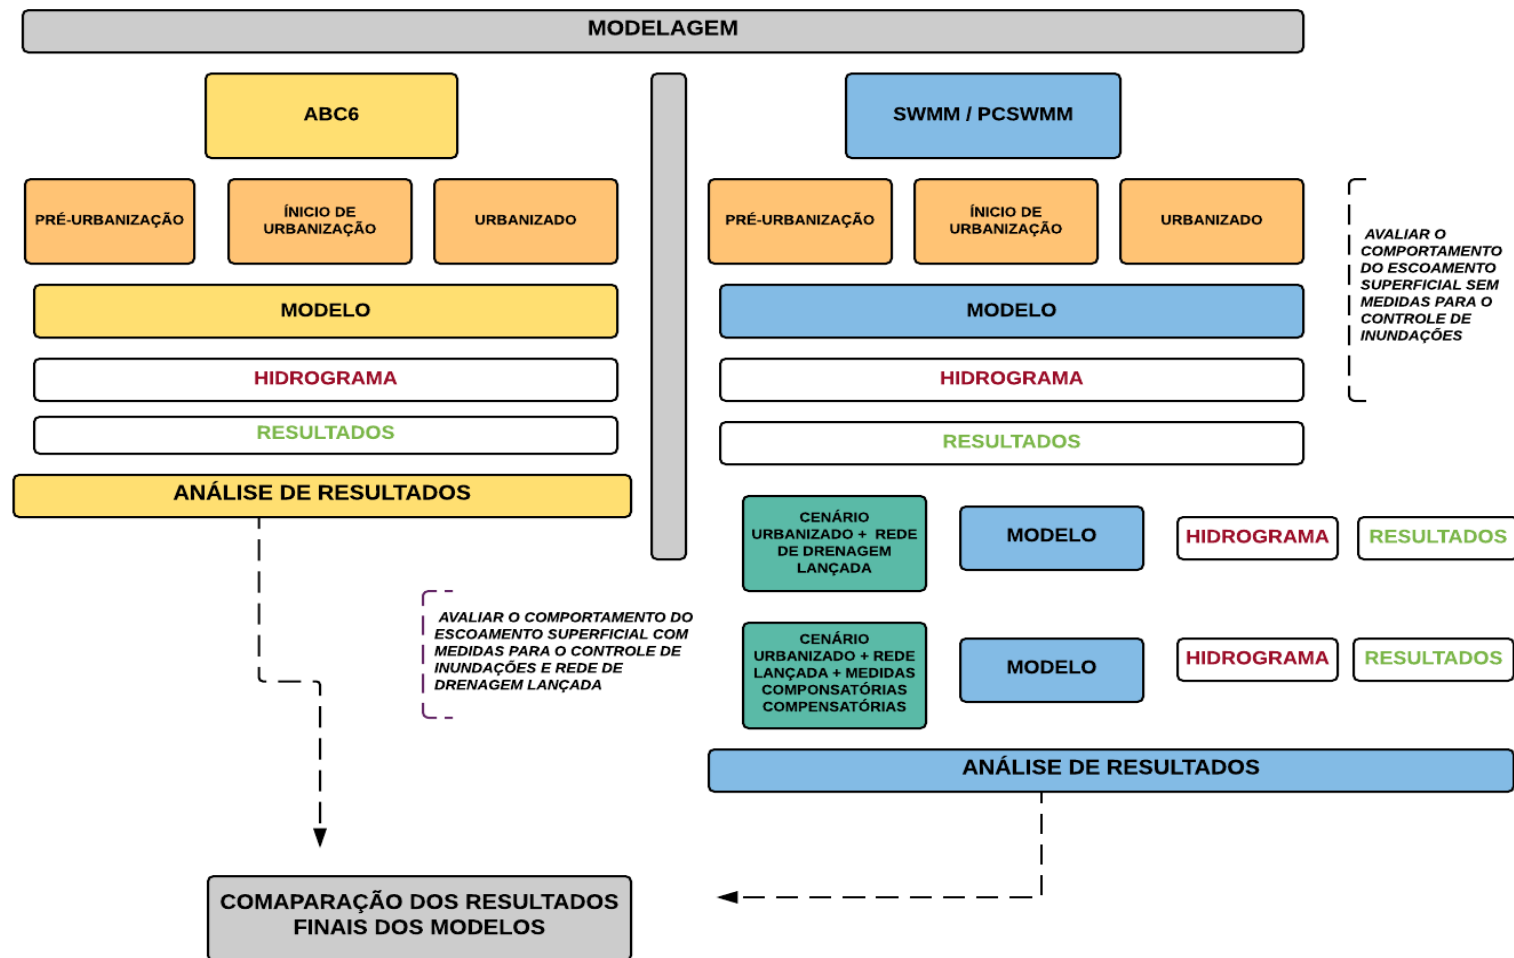 MODELAGEM
ABC6
PRÉ-URBANIZAÇÃO
ÍNICIO DE
URBANIZAÇÃO
URBANIZADO
MODELO
HIDROGRAMA
RESULTADOS
ANÁLISE DE RESULTADOS
SWMM / PCSWMM
PRÉ-URBANIZAÇÃO
ÍNICIO DE
URBANIZAÇÃO
URBANIZADO
MODELO
HIDROGRAMA
RESULTADOS
AVALIAR O
COMPORTAMENTO
DO ESCOAMENTO
SUPERFICIAL SEM
MEDIDAS PARA O
CONTROLE DE
INUNDAÇÕES
CENÁRIO
URBANIZADO + REDE
DE DRENAGEM
LANÇADA
MODELO
HIDROGRAMA
RESULTADOS
AVALIAR O COMPORTAMENTO DO
ESCOAMENTO SUPERFICIAL COM
MEDIDAS PARA O CONTROLE DE
INUNDAÇÕES E REDE DE
DRENAGEM LANÇADA
CENÁRIO
URBANIZADO + REDE
LANÇADA + MEDIDAS
COMPONSATÓRIAS
COMPENSATÓRIAS
MODELO
HIDROGRAMA
RESULTADOS
ANÁLISE DE RESULTADOS
COMAPARAÇÃO DOS RESULTADOS
FINAIS DOS MODELOS